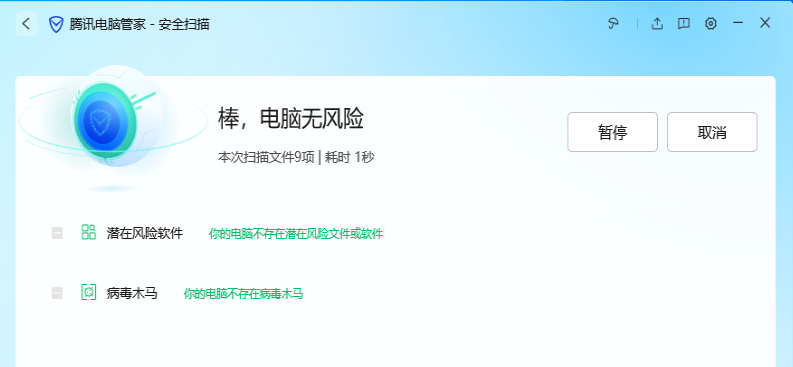 腾讯电脑管家 - 安全扫描
棒，电脑无风险
暂停
取消
本次扫描文件9项 | 耗时 1秒
潜在风险软件 你的电脑不存在潜在风险文件或软件
病毒木马 你的电脑不存在病毒木马